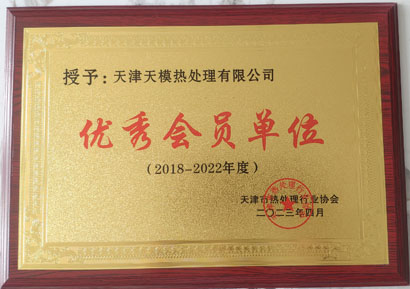 授予：天津天模热处理有限公司
优秀会员单位
（2018-2022年度）
天津市热处理行业协会
二〇二三年四月